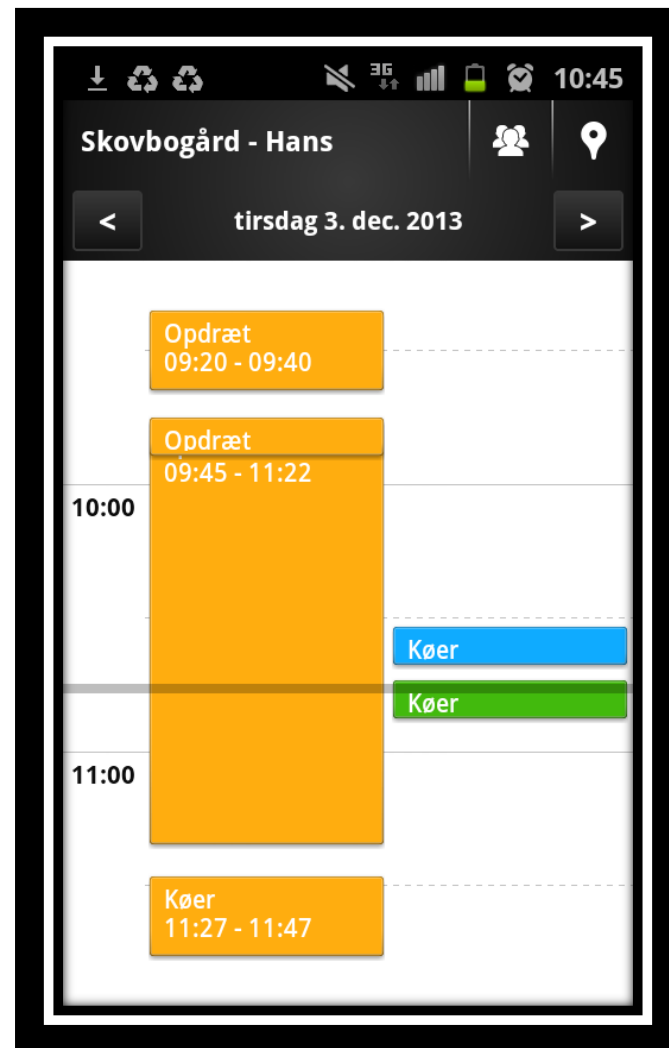 3G
10:45
Skovbogård - Hans
<
tirsdag 3. dec. 2013
>
Opdræt
09:20 - 09:40
Opdræt
09:45 - 11:22
10:00
Køer
Køer
11:00
Køer
11:27 - 11:47